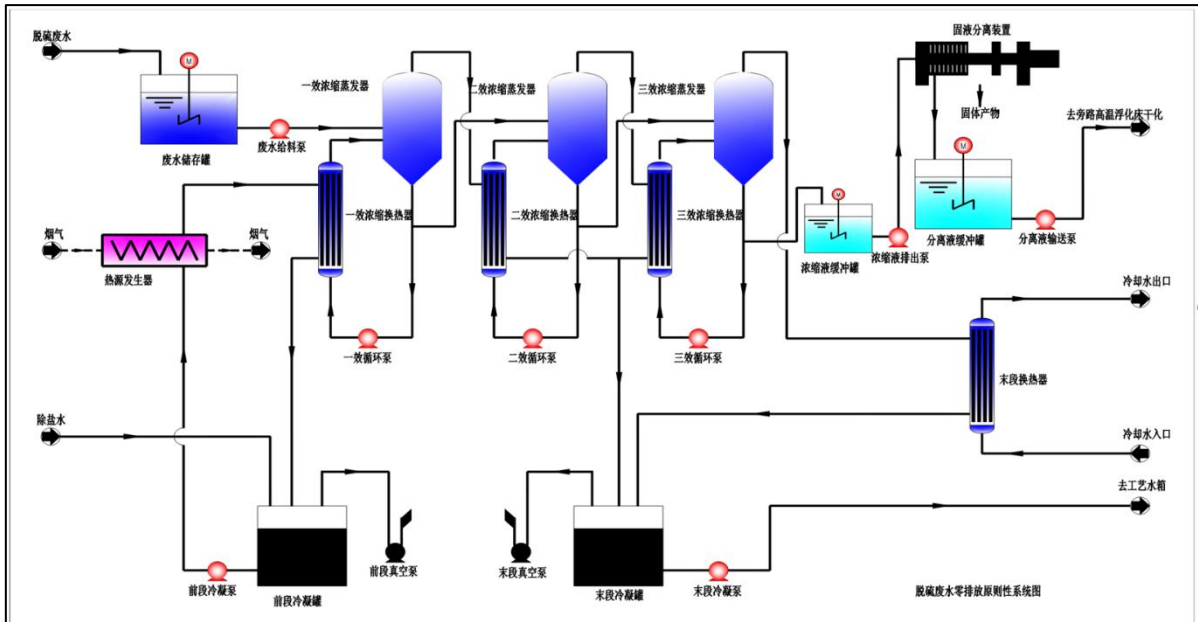 脱硫废水
M
废水储存罐
废水给料泵
一效浓缩蒸发器
二效浓缩蒸发器
三效浓缩蒸发器
固液分离装置
固体产物
去旁路高温浮化床干化
M
分离液缓冲罐
分离液输送泵
M
浓缩液缓冲罐
浓缩液排出泵
一效浓缩换热器
二效浓缩换热器
三效浓缩换热器
烟气
烟气
热源发生器
一效循环泵
二效循环泵
三效循环泵
冷却水出口
末段换热器
冷却水入口
除盐水
去工艺水箱
前段冷凝泵
前段冷凝罐
前段真空泵
末段真空泵
末段冷凝罐
末段冷凝泵
脱硫废水零排放原则性系统图